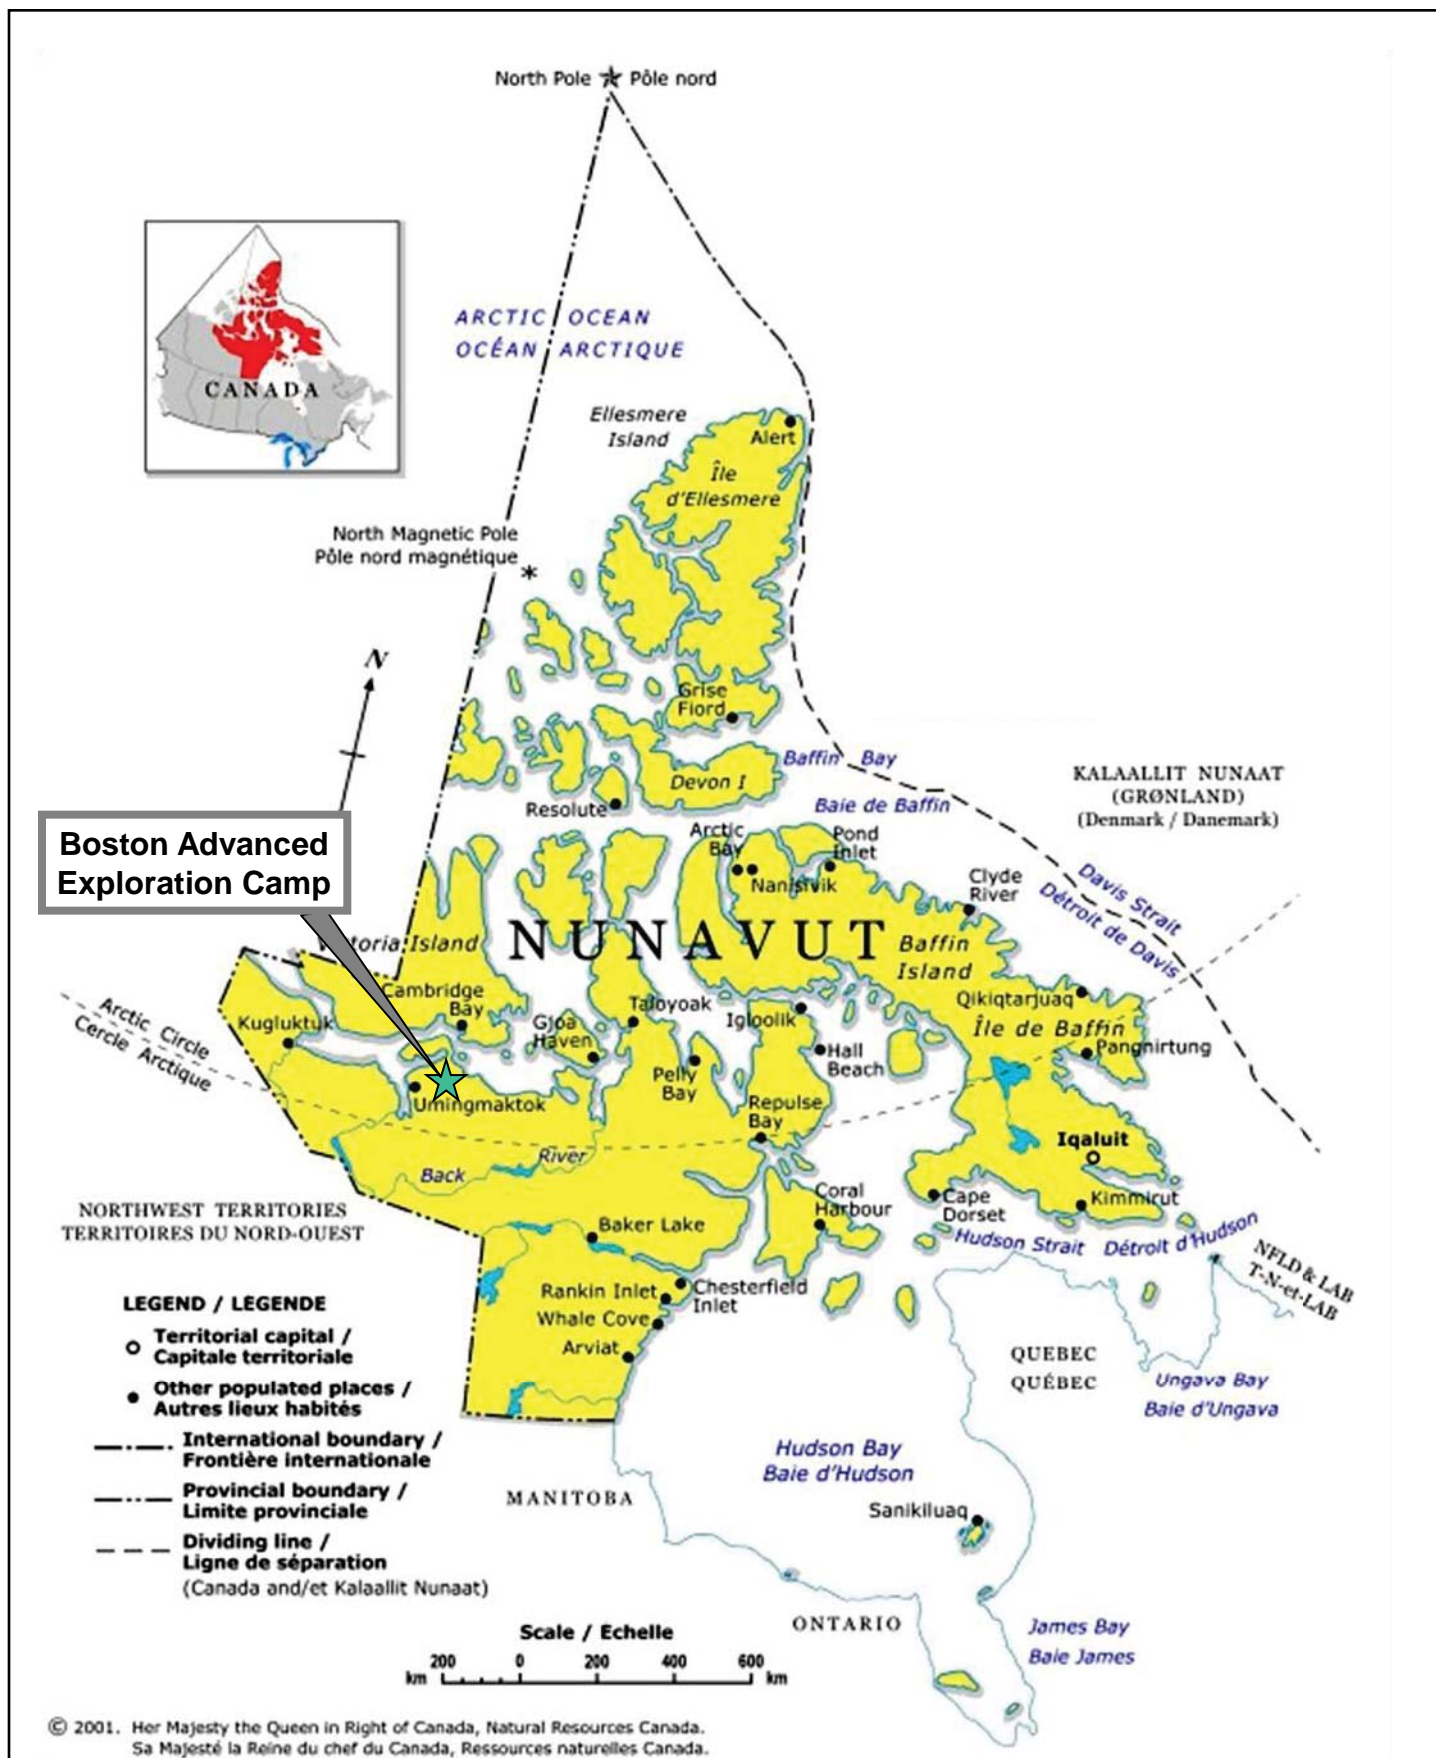 North Pole Pôle nord
CANADA
ARCTIC OCEAN
OCÉAN ARCTIQUE
Ellesmere
Island
Alert
Île
d'Ellesmere
North Magnetic Pole
Pôle nord magnétique
N
Grise
Fiord
Baffin Bay
Baie de Baffin
Devon I
Resolute
KALAALLIT NUNAAT
(GRØNLAND)
(Denmark / Danemark)
Boston Advanced
Exploration Camp
Arctic
Bay
Nanisivik
Pond
Inlet
Clyde
River
Davis Strait
Détroit de Davis
Island
NUNAVUT
Baffin
Island
Cambridge
Bay
Taloyoak
Igloolik
Qikiqtarjuaq
Île de Baffin
Arctic Circle
Cercle Arctique
Kugluktuk
Gjoa
Haven
Hall
Beach
Pangnirtung
Pelly
Bay
Umingmaktok
Repulse
Bay
Iqaluit
Back River
Coral
Harbour
Cape
Dorset
Kimmirut
NORTHWEST TERRITORIES
TERRITOIRES DU NORD-OUEST
Baker Lake
Hudson Strait Détroit d'Hudson
NFLD & LAB
T-N-et-LAB
Rankin Inlet
Chesterfield
Inlet
Whale Cove
Arviat
QUEBEC
QUÉBEC
Ungava Bay
Baie d'Ungava
LEGEND / LÉGENDE
Territorial capital /
Capitale territoriale
Other populated places /
Autres lieux habités
International boundary /
Frontière internationale
Provincial boundary /
Limite provinciale
Dividing line /
Ligne de séparation
(Canada and/et Kalaallit Nunaat)
Hudson Bay
Baie d'Hudson
MANITOBA
Sanikiluaq
ONTARIO
James Bay
Baie James
Scale / Echelle
km 200 0 200 400 600 km
© 2001. Her Majesty the Queen in Right of Canada, Natural Resources Canada.
Sa Majesté la Reine du chef du Canada, Ressources naturelles Canada.